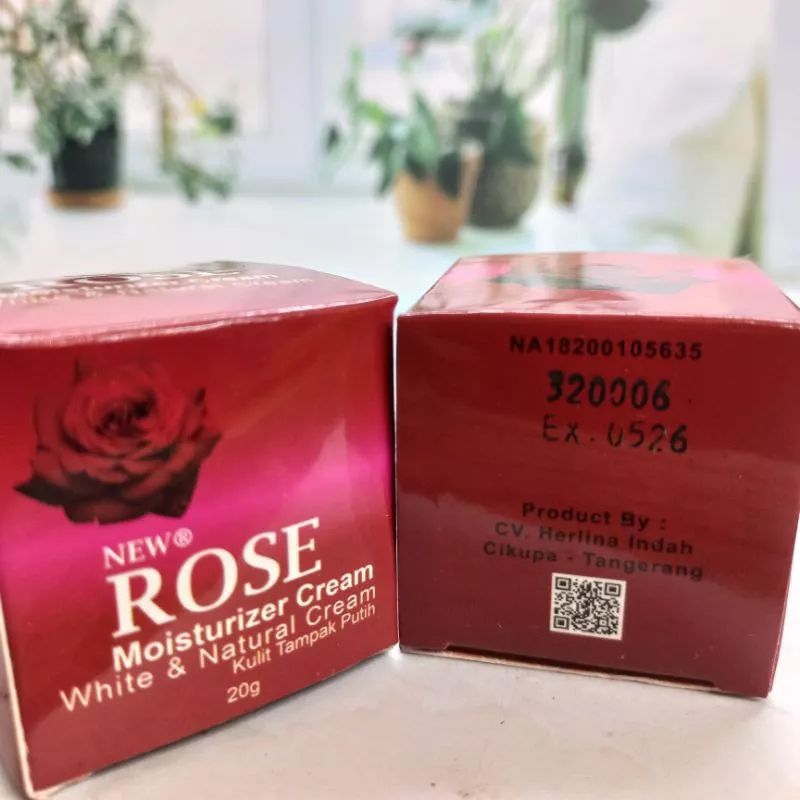 NEW®
ROSE
Moisturizer Cream
White & Natural Cream
Kulit Tampak Putih
20g
NA18200105635
320006
Ex. 0526
Product By :
CV. Herlina Indah
Cikupa - Tangerang